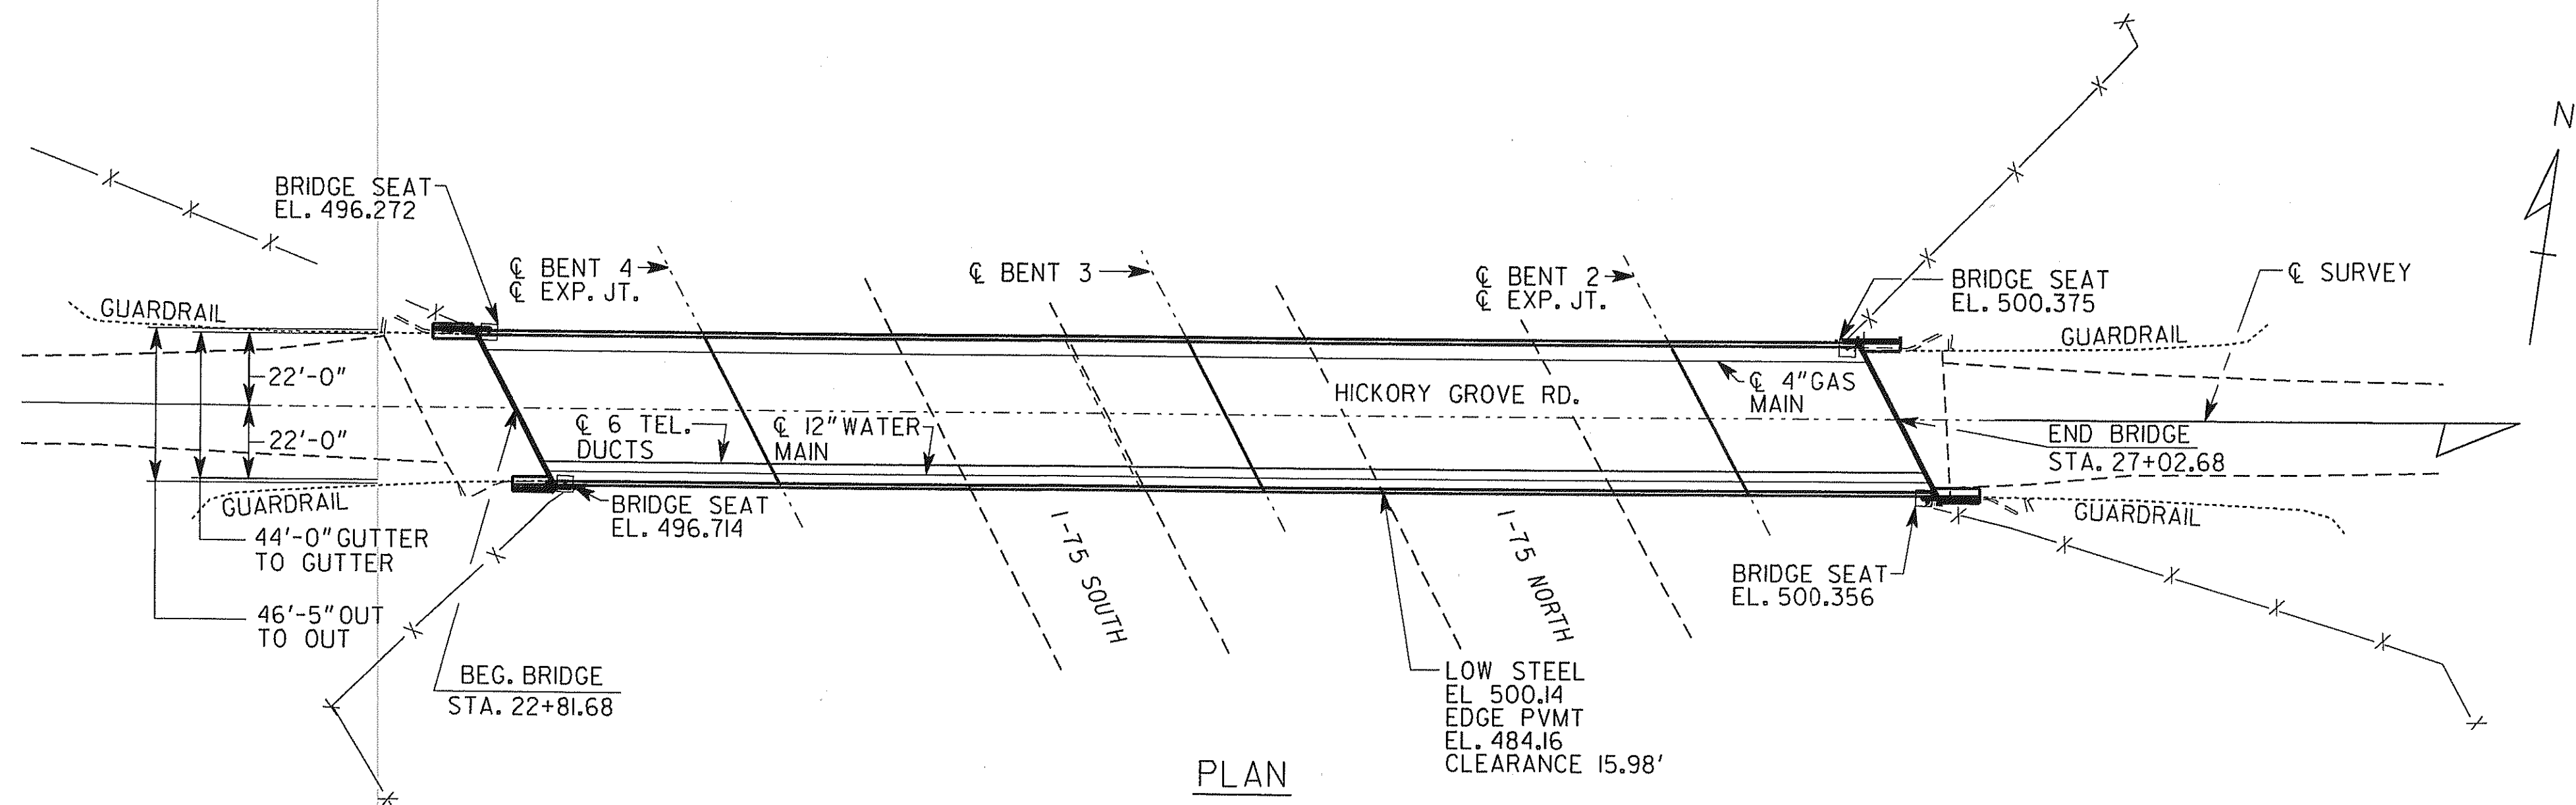 N
BRIDGE SEAT
EL. 496.272
℄ BENT 4
℄ EXP. JT.
℄ BENT 3
℄ BENT 2
℄ EXP. JT.
BRIDGE SEAT
EL. 500.375
℄ SURVEY
GUARDRAIL
GUARDRAIL
22'-0"
HICKORY GROVE RD.
℄ 4" GAS
MAIN
22'-0"
℄ 6 TEL.
DUCTS
℄ 12" WATER
MAIN
END BRIDGE
STA. 27+02.68
GUARDRAIL
BRIDGE SEAT
EL. 496.714
GUARDRAIL
44'-0" GUTTER
TO GUTTER
I-75 SOUTH
I-75 NORTH
BRIDGE SEAT
EL. 500.356
46'-5" OUT
TO OUT
BEG. BRIDGE
STA. 22+81.68
LOW STEEL
EL 500.14
EDGE PVMT
EL. 484.16
CLEARANCE 15.98'
PLAN